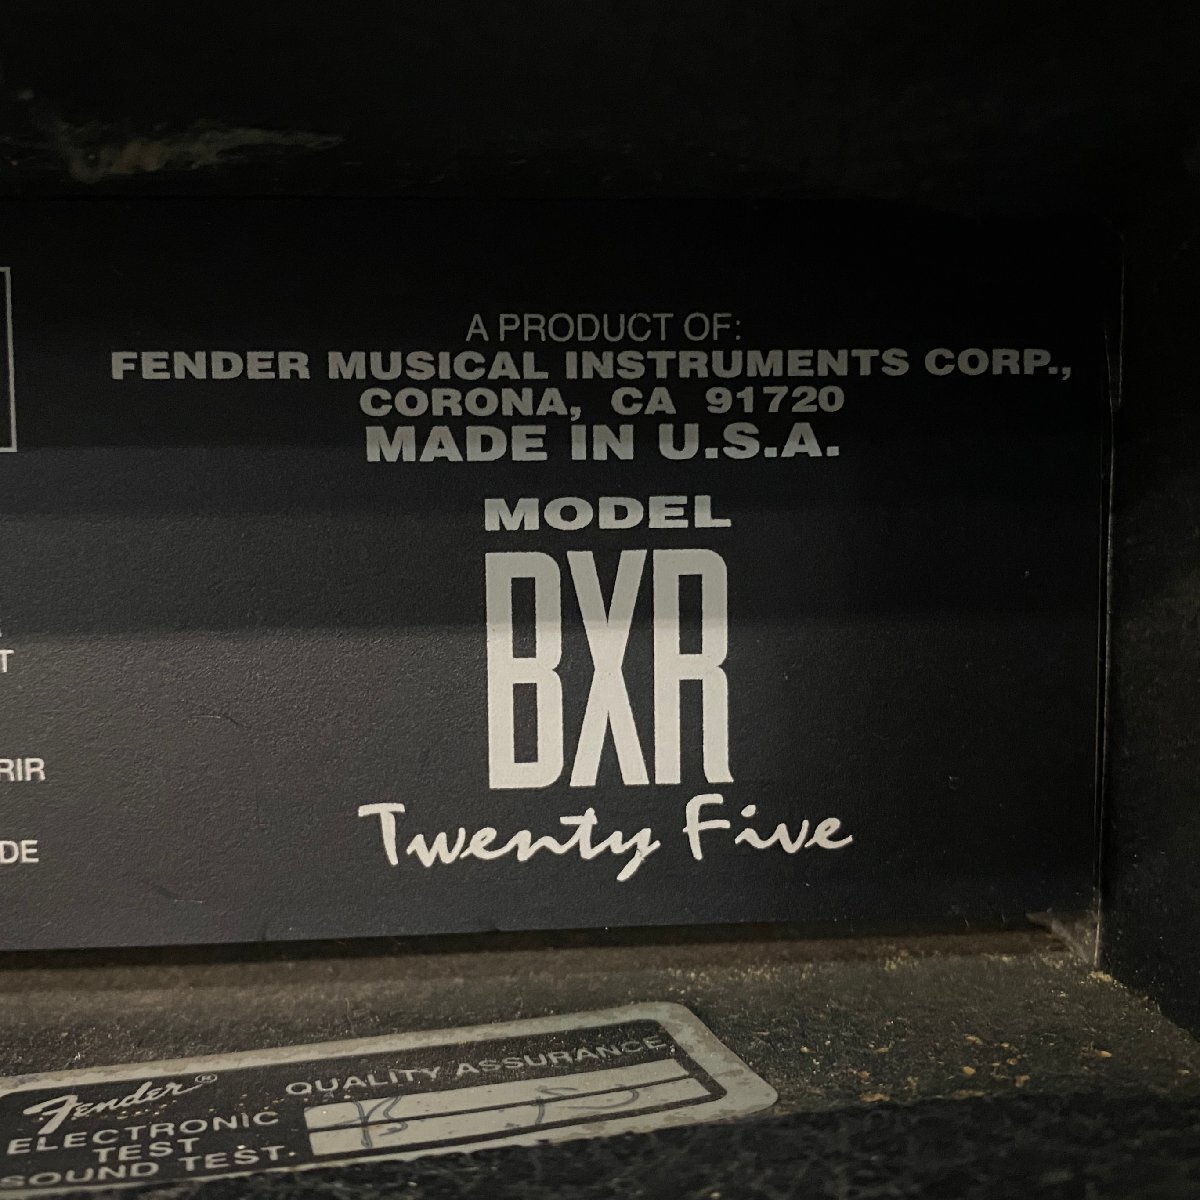 A PRODUCT OF:
FENDER MUSICAL INSTRUMENTS CORP.,
CORONA, CA 91720
MADE IN U.S.A.
MODEL
BXR
Twenty Five
T
RIR
DE
Fender®
QUALITY ASSURANCE
ELECTRONIC
TEST
SOUND TEST.